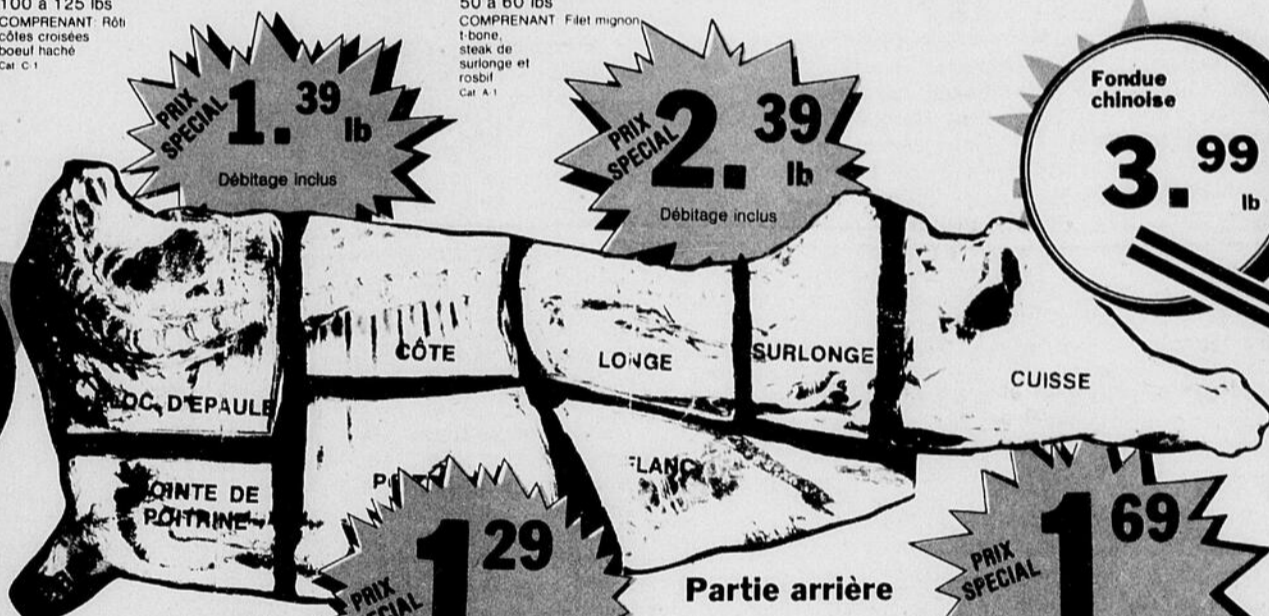 100 à 125 lbs
COMPRENANT: Rôti
côtes croisées
boeuf haché
Cat C-1
50 à 60 lbs
COMPRENANT: Filet mignon
t-bone,
steak de
surlonge et
rosbif
Cat A-1
PRIX
SPECIAL
1.39
lb
Débitage inclus
PRIX
SPECIAL
2.39
lb
Débitage inclus
Fondue
chinoise
3.99
lb
LOC, D'EPAULE
CÔTE
LONGE
SURLONGE
CUISSE
OINTE DE
POITRINE
FLANC
PRIX
SPECIAL
1 29
Partie arrière
PRIX
SPECIAL
1 69